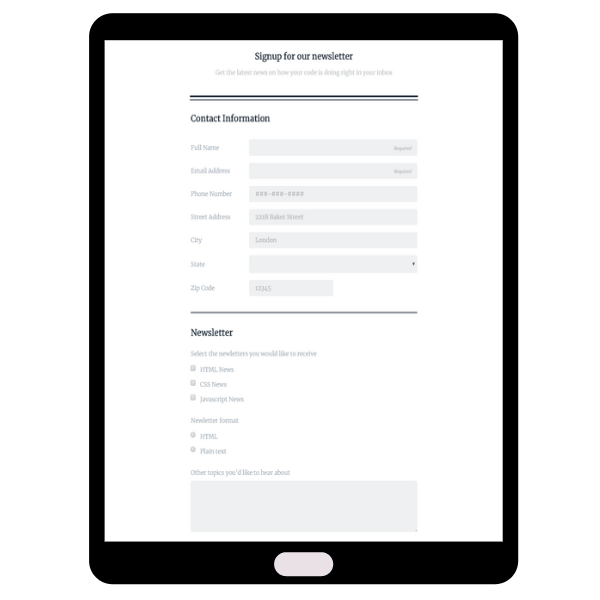 Signup for our newsletter
Get the latest news on how your code is doing right in your inbox
Contact Information
Full Name Required
Email Address Required
Phone Number ###-###-####
Street Address 221B Baker Street
City London
State
Zip Code 12345
Newsletter
Select the newletters you would like to receive
HTML News
CSS News
Javascript News
Newletter format
HTML
Plain text
Other topics you'd like to hear about